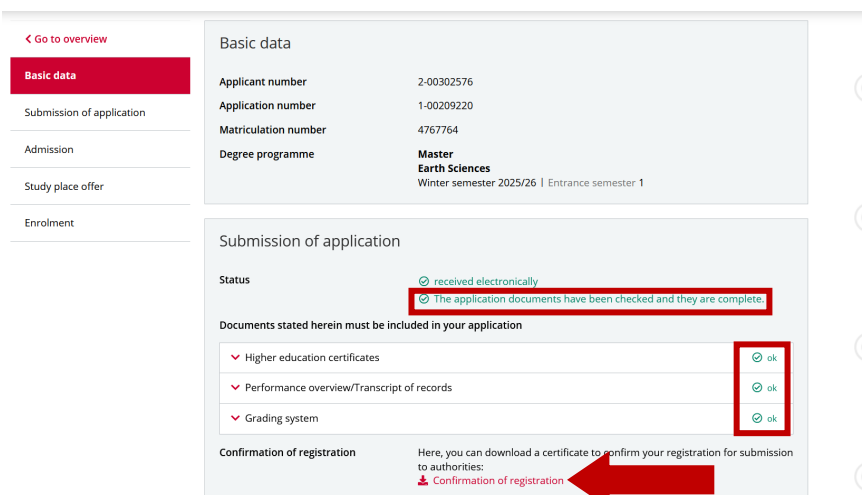 Go to overview
Basic data
Submission of application
Admission
Study place offer
Enrolment
Basic data
Applicant number 2-00302576
Application number 1-00209220
Matriculation number 4767764
Degree programme Master
Earth Sciences
Winter semester 2025/26 | Entrance semester 1
Submission of application
Status received electronically
The application documents have been checked and they are complete.
Documents stated herein must be included in your application
Higher education certificates ok
Performance overview/Transcript of records ok
Grading system ok
Confirmation of registration Here, you can download a certificate to confirm your registration for submission
to authorities:
Confirmation of registration